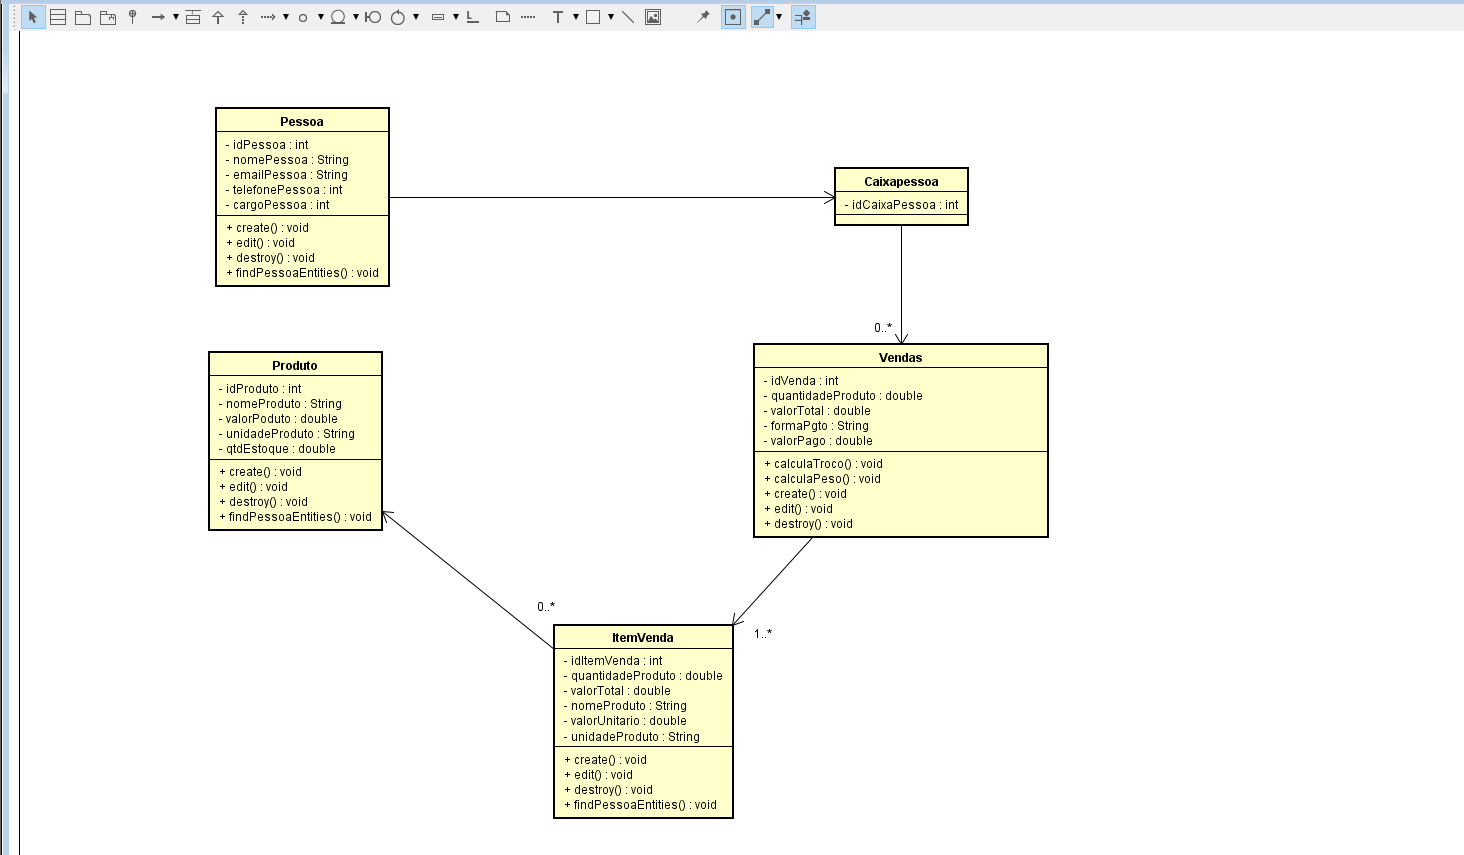 Pessoa
- idPessoa : int
- nomePessoa : String
- emailPessoa : String
- telefonePessoa : int
- cargoPessoa : int
+ create() : void
+ edit() : void
+ destroy() : void
+ findPessoaEntities() : void
Caixapessoa
- idCaixaPessoa : int
0..*
Produto
- idProduto : int
- nomeProduto : String
- valorPoduto : double
- unidadeProduto : String
- qtdEstoque : double
+ create() : void
+ edit() : void
+ destroy() : void
+ findPessoaEntities() : void
Vendas
- idVenda : int
- quantidadeProduto : double
- valorTotal : double
- formaPgto : String
- valorPago : double
+ calculaTroco() : void
+ calculaPeso() : void
+ create() : void
+ edit() : void
+ destroy() : void
0..*
1..*
ItemVenda
- idItemVenda : int
- quantidadeProduto : double
- valorTotal : double
- nomeProduto : String
- valorUnitario : double
- unidadeProduto : String
+ create() : void
+ edit() : void
+ destroy() : void
+ findPessoaEntities() : void